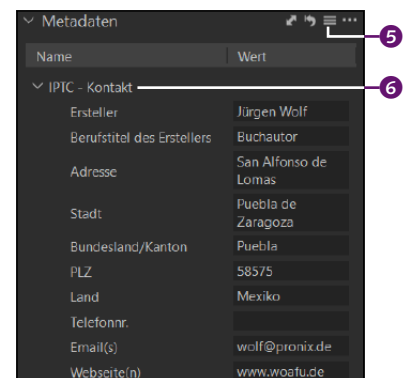 Metadaten
5
Name Wert
IPTC - Kontakt
6
Ersteller Jürgen Wolf
Berufstitel des Erstellers Buchautor
Adresse San Alfonso de
Lomas
Stadt Puebla de
Zaragoza
Bundesland/Kanton Puebla
PLZ 58575
Land Mexiko
Telefonnr.
Email(s) wolf@pronix.de
Webseite(n) www.woafu.de